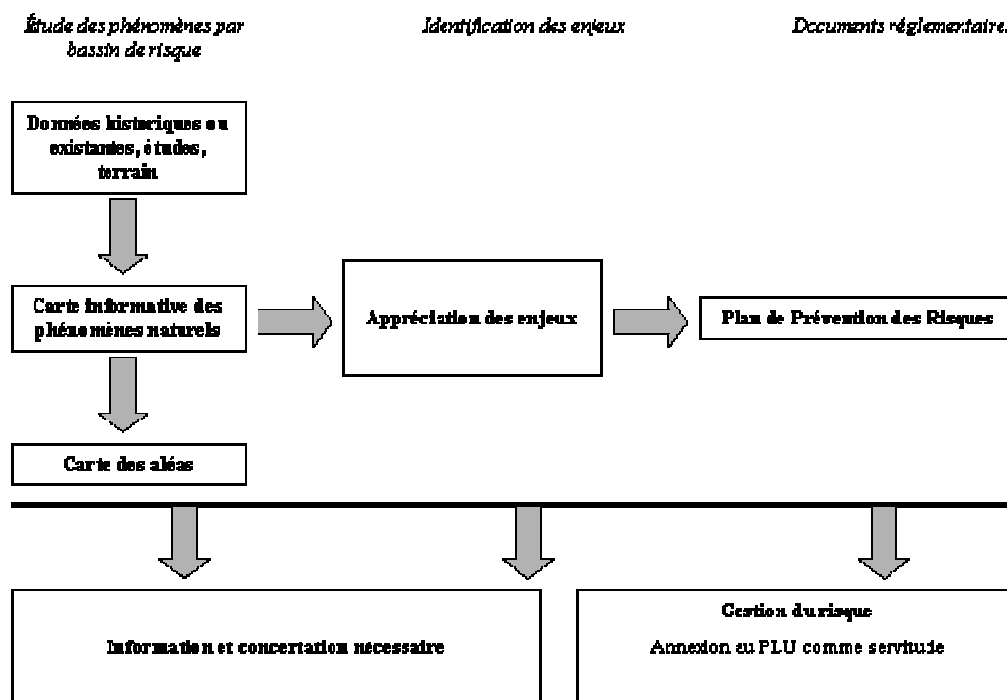 Étude des phénomènes par
bassin de risque
Identification des enjeux
Documents réglementaires
Données historiques ou
existantes, études,
terrain
Carte informative des
phénomènes naturels
Appréciation des enjeux
Plan de Prévention des Risques
Carte des aléas
Information et concertation nécessaire
Gestion du risque
Annexion au PLU comme servitude